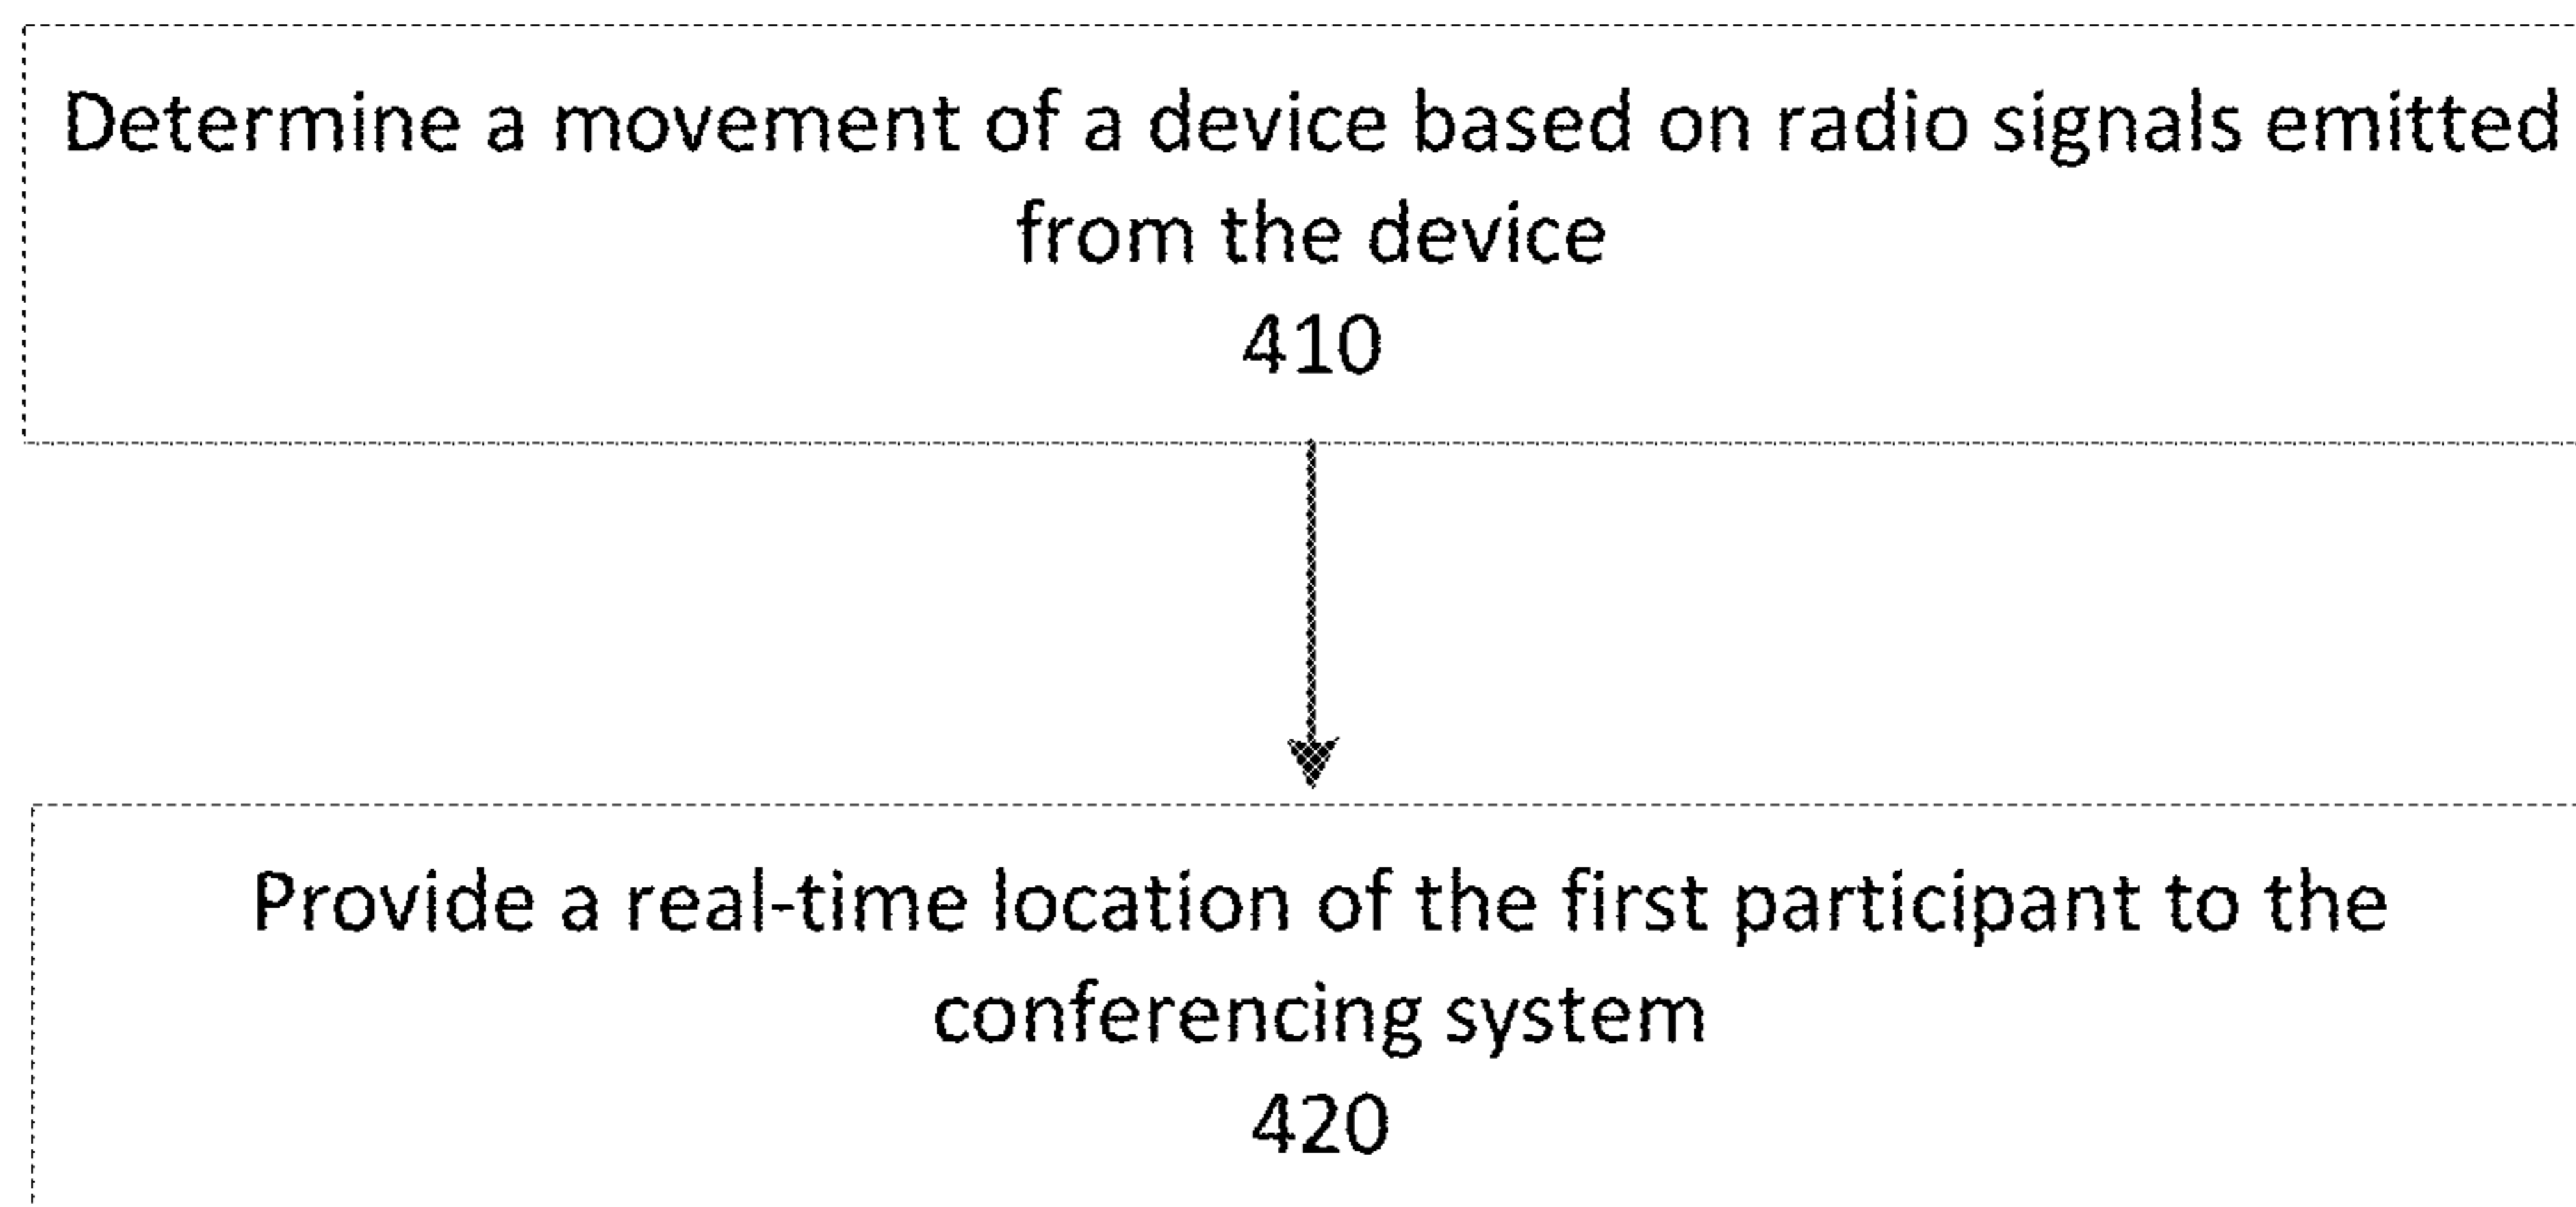 Determine a movement of a device based on radio signals emitted
from the device
410
Provide a real-time location of the first participant to the
conferencing system
420